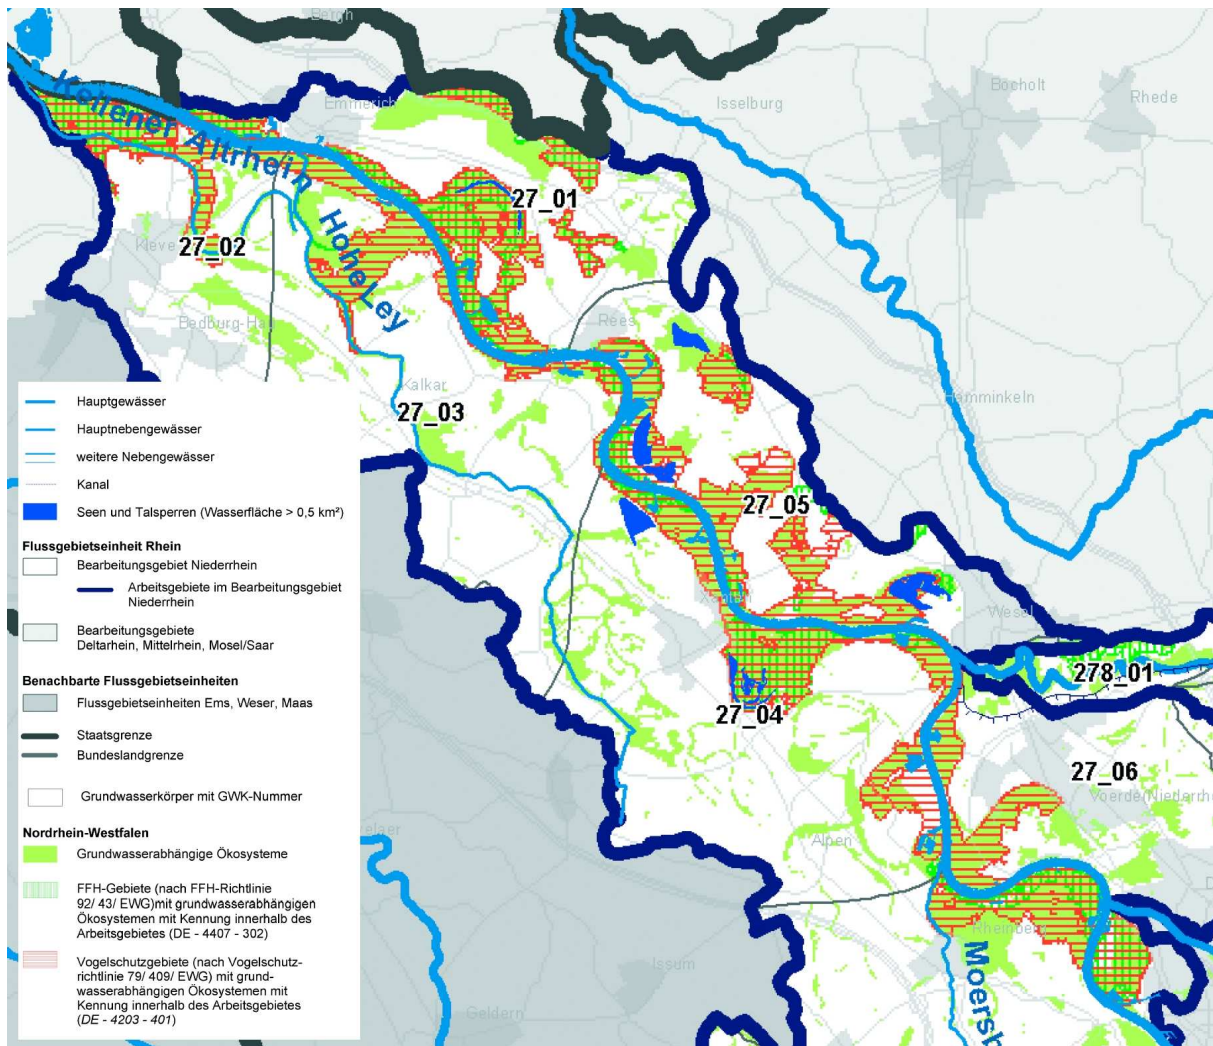 Bergh
Isselburg
Bocholt
Rhede
Emmerich
Kellener Altrhein
27_01
Kleve
27_02
Hohe Ley
Bedburg-Hau
Rees
Kalkar
27_03
Hamminkeln
27_05
Xanten
Wesel
278_01
27_04
27_06
Alpen
Rheinberg
Issum
Geldern
Hauptgewässer
Hauptnebengewässer
weitere Nebengewässer
Kanal
Seen und Talsperren (Wasserfläche > 0,5 km²)
Flussgebietseinheit Rhein
Bearbeitungsgebiet Niederrhein
Arbeitsgebiete im Bearbeitungsgebiet
Niederrhein
Bearbeitungsgebiete
Deltarhein, Mittelrhein, Mosel/Saar
Benachbarte Flussgebietseinheiten
Flussgebietseinheiten Ems, Weser, Maas
Staatsgrenze
Bundeslandgrenze
Grundwasserkörper mit GWK-Nummer
Nordrhein-Westfalen
Grundwasserabhängige Ökosysteme
FFH-Gebiete (nach FFH-Richtlinie
92/ 43/ EWG)mit grundwasserabhängigen
Ökosystemen mit Kennung innerhalb des
Arbeitsgebietes (DE - 4407 - 302)
Vogelschutzgebiete (nach Vogelschutz-
richtlinie 79/ 409/ EWG) mit grund-
wasserabhängigen Ökosystemen mit
Kennung innerhalb des Arbeitsgebietes
(DE - 4203 - 401)